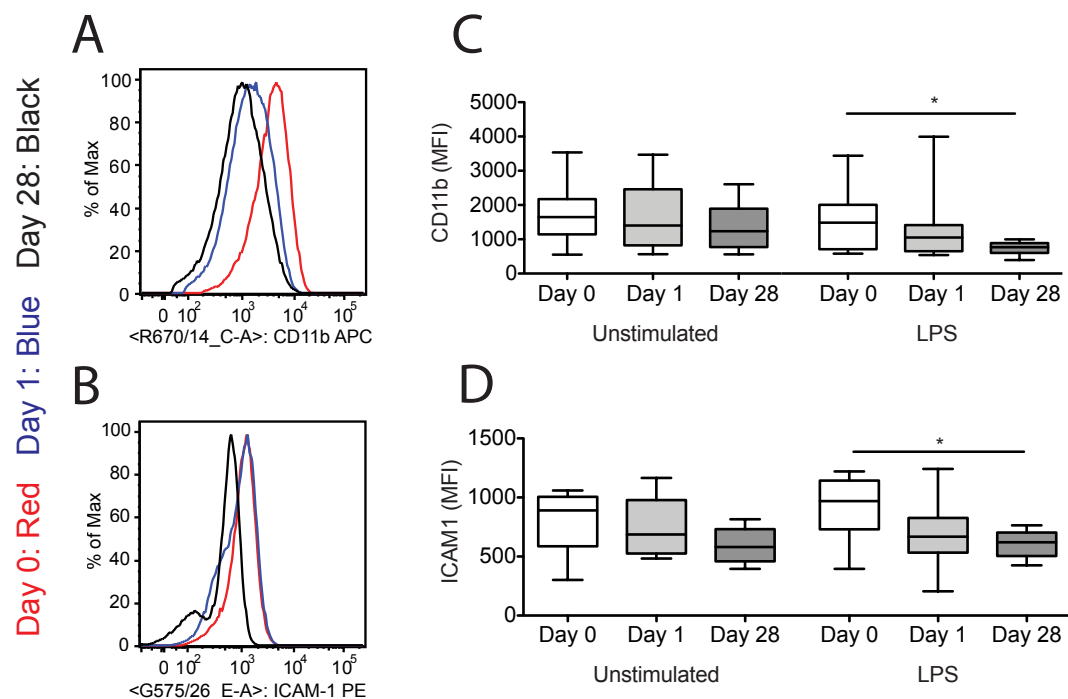 Day 0: Red Day 1: Blue Day 28: Black
A
100
80
60
40
20
0
% of Max
0 10² 10³ 10⁴ 10⁵
<R670/14_C-A>: CD11b APC
B
100
80
60
40
20
0
% of Max
0 10² 10³ 10⁴ 10⁵
<G575/26_E-A>: ICAM-1 PE
C
5000
4000
3000
2000
1000
0
CD11b (MFI)
*
Day 0 Day 1 Day 28 Day 0 Day 1 Day 28
Unstimulated LPS
D
1500
1000
500
0
ICAM1 (MFI)
*
Day 0 Day 1 Day 28 Day 0 Day 1 Day 28
Unstimulated LPS